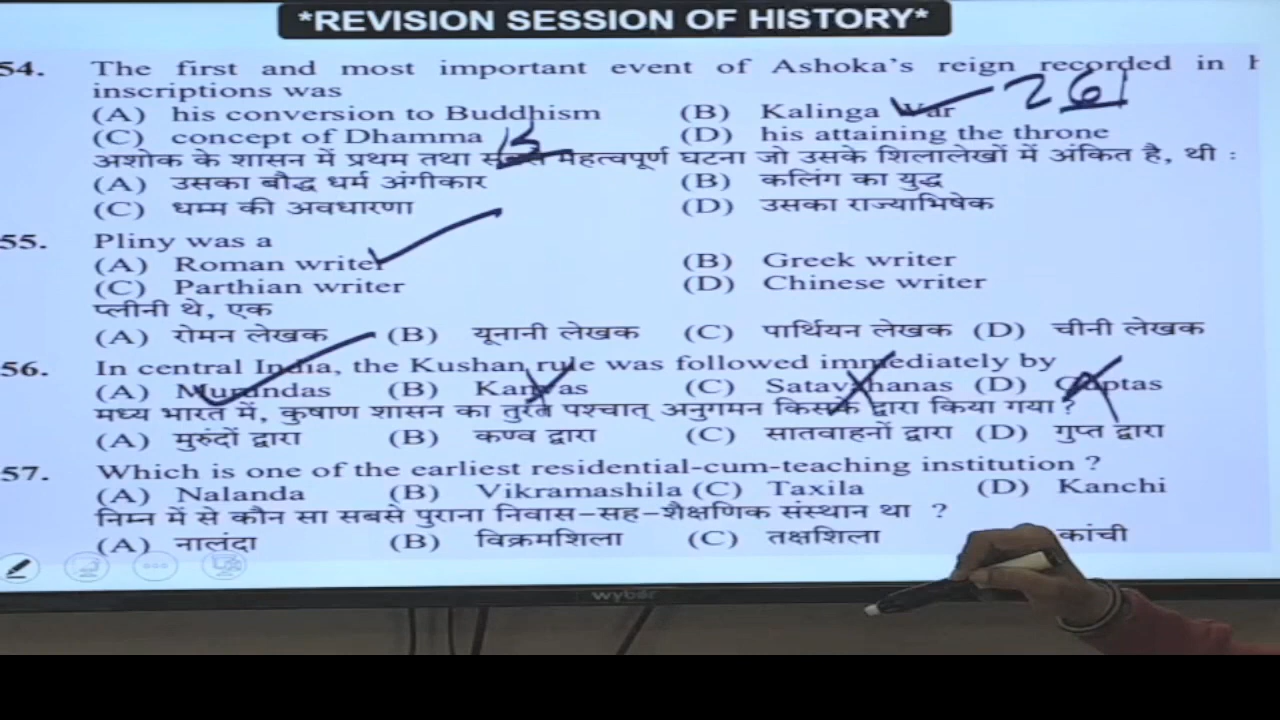 *REVISION SESSION OF HISTORY*
54. The first and most important event of Ashoka's reign recorded in
inscriptions was
(A) his conversion to Buddhism (B) Kalinga War 261
(C) concept of Dhamma 13 (D) his attaining the throne
अशोक के शासन में प्रथम तथा सबसे महत्वपूर्ण घटना जो उसके शिलालेखों में अंकित है, थी :
(A) उसका बौद्ध धर्म अंगीकार (B) कलिंग का युद्ध
(C) धम्म की अवधारणा (D) उसका राज्याभिषेक
55. Pliny was a
(A) Roman writer (B) Greek writer
(C) Parthian writer (D) Chinese writer
प्लीनी थे, एक
(A) रोमन लेखक (B) यूनानी लेखक (C) पार्थियन लेखक (D) चीनी लेखक
56. In central India, the Kushan rule was followed immediately by
(A) Murundas (B) Kanvas (C) Satavahanas (D) Guptas
मध्य भारत में, कुषाण शासन का तुरंत पश्चात् अनुगमन किसके द्वारा किया गया ?
(A) मुरुंदों द्वारा (B) कण्व द्वारा (C) सातवाहनों द्वारा (D) गुप्त द्वारा
57. Which is one of the earliest residential-cum-teaching institution ?
(A) Nalanda (B) Vikramashila (C) Taxila (D) Kanchi
निम्न में से कौन सा सबसे पुराना निवास-सह-शैक्षणिक संस्थान था ?
(A) नालंदा (B) विक्रमशिला (C) तक्षशिला कांची